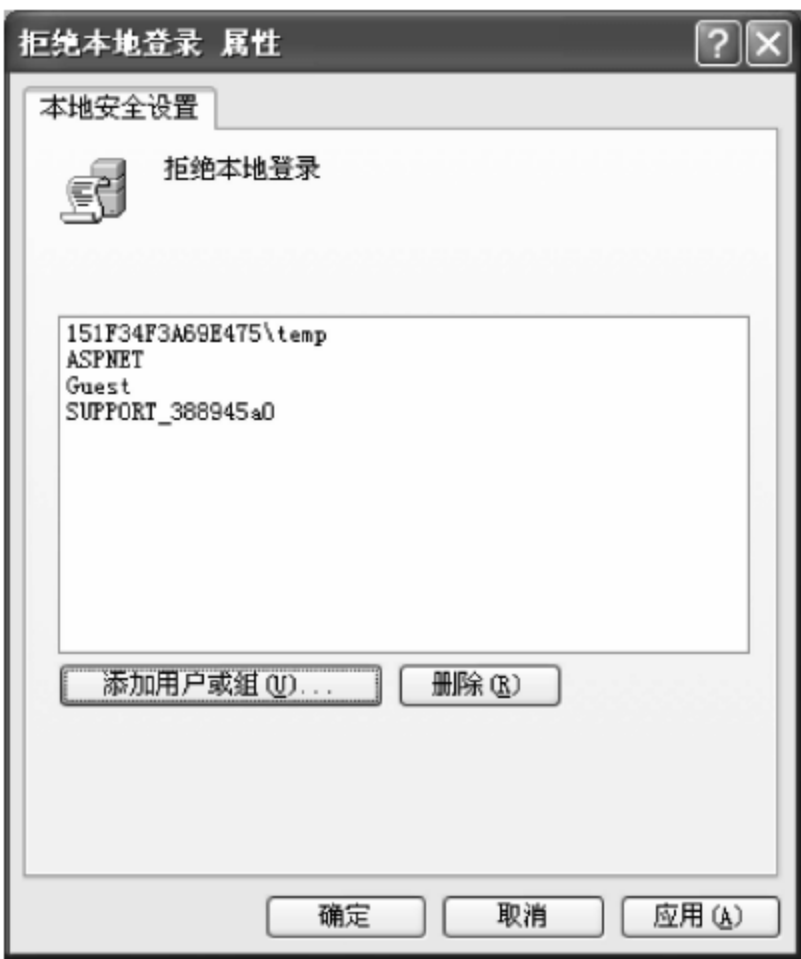 拒绝本地登录 属性
本地安全设置
拒绝本地登录
151F34F3A69E475\temp
ASPNET
Guest
SUPPORT_388945a0
添加用户或组(U)...
删除(R)
确定
取消
应用(A)